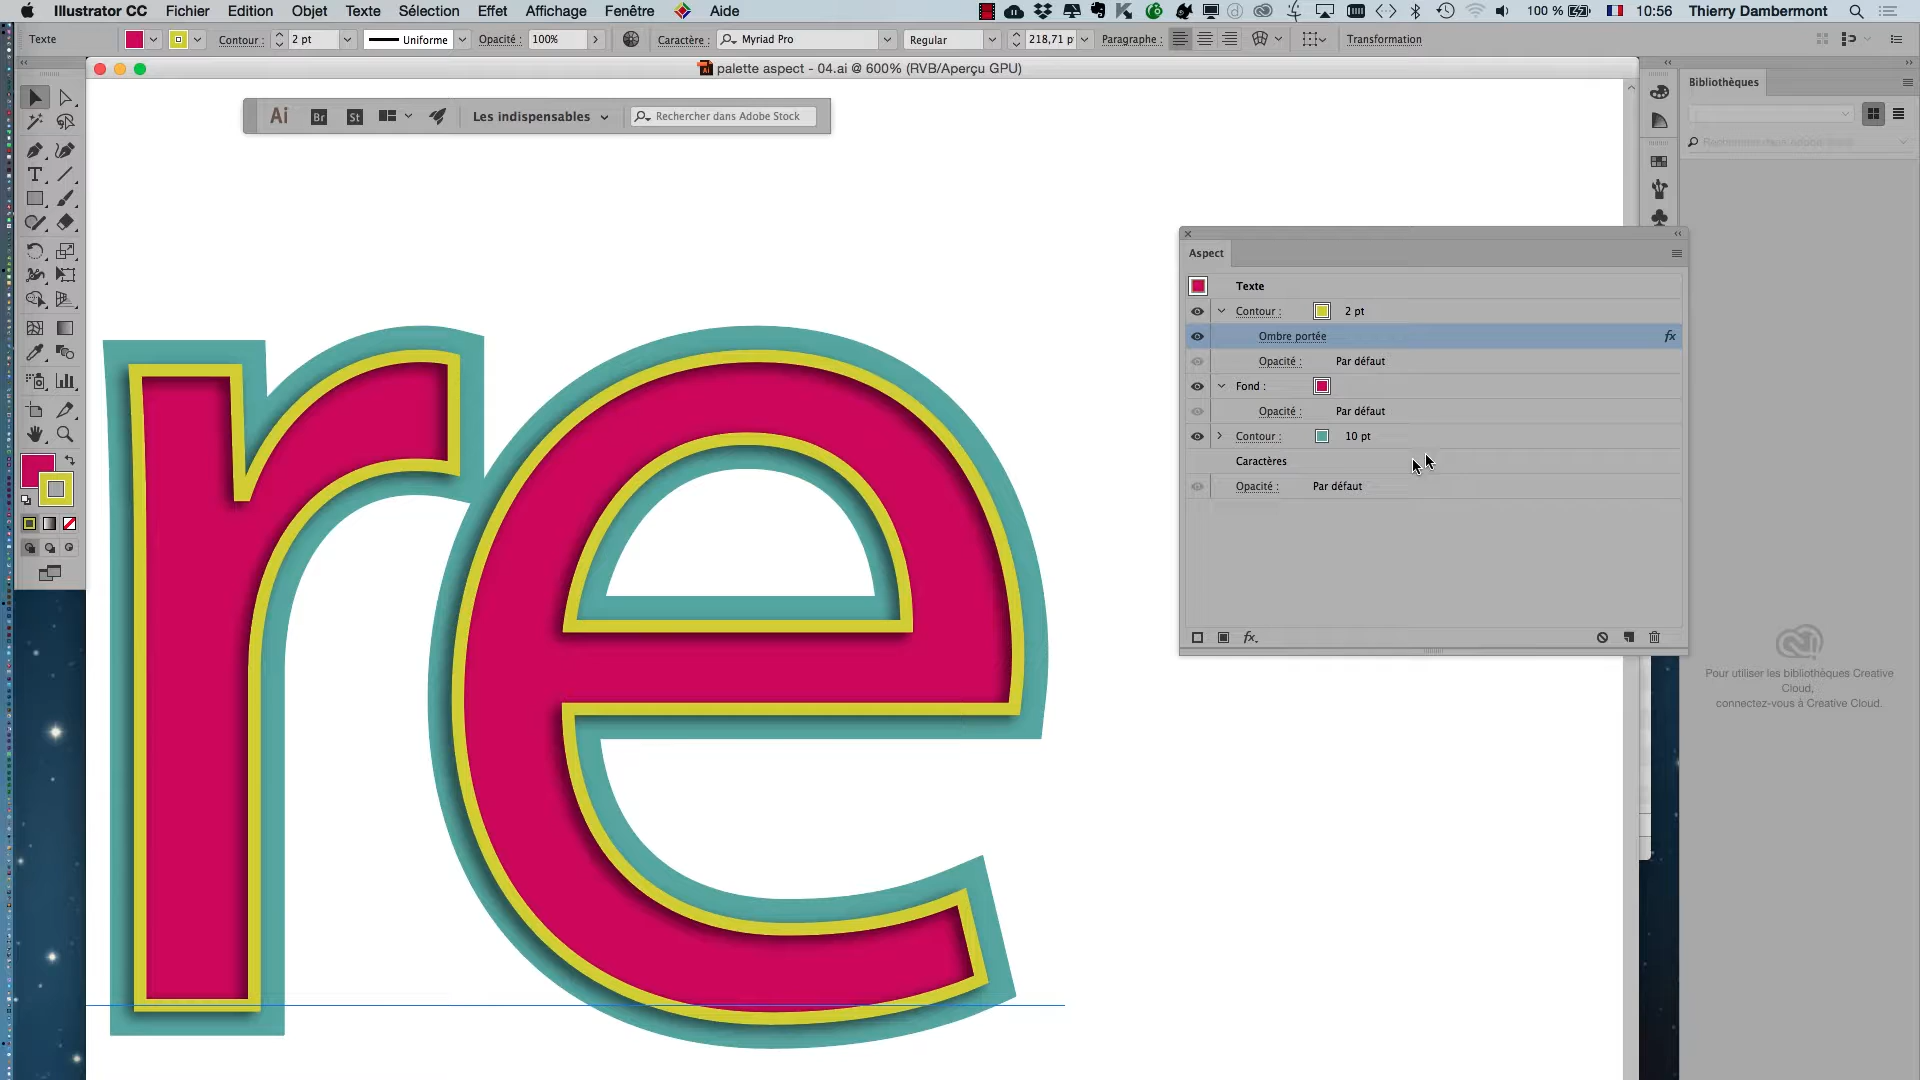 Illustrator CC Fichier Edition Objet Texte Sélection Effet Affichage Fenêtre Aide 100 % 10:56 Thierry Dambermont
Texte Contour : 2 pt Uniforme Opacité : 100% Caractère : Myriad Pro Regular 218,71 pt Paragraphe : Transformation
palette aspect - 04.ai @ 600% (RVB/Aperçu GPU)
Bibliothèques
Ai Br St Les indispensables Rechercher dans Adobe Stock
Aspect
Texte
Contour : 2 pt
Ombre portée fx
Opacité : Par défaut
Fond :
Opacité : Par défaut
Contour : 10 pt
Caractères
Opacité : Par défaut
fx.
re
Pour utiliser les bibliothèques Creative
Cloud,
connectez-vous à Creative Cloud.